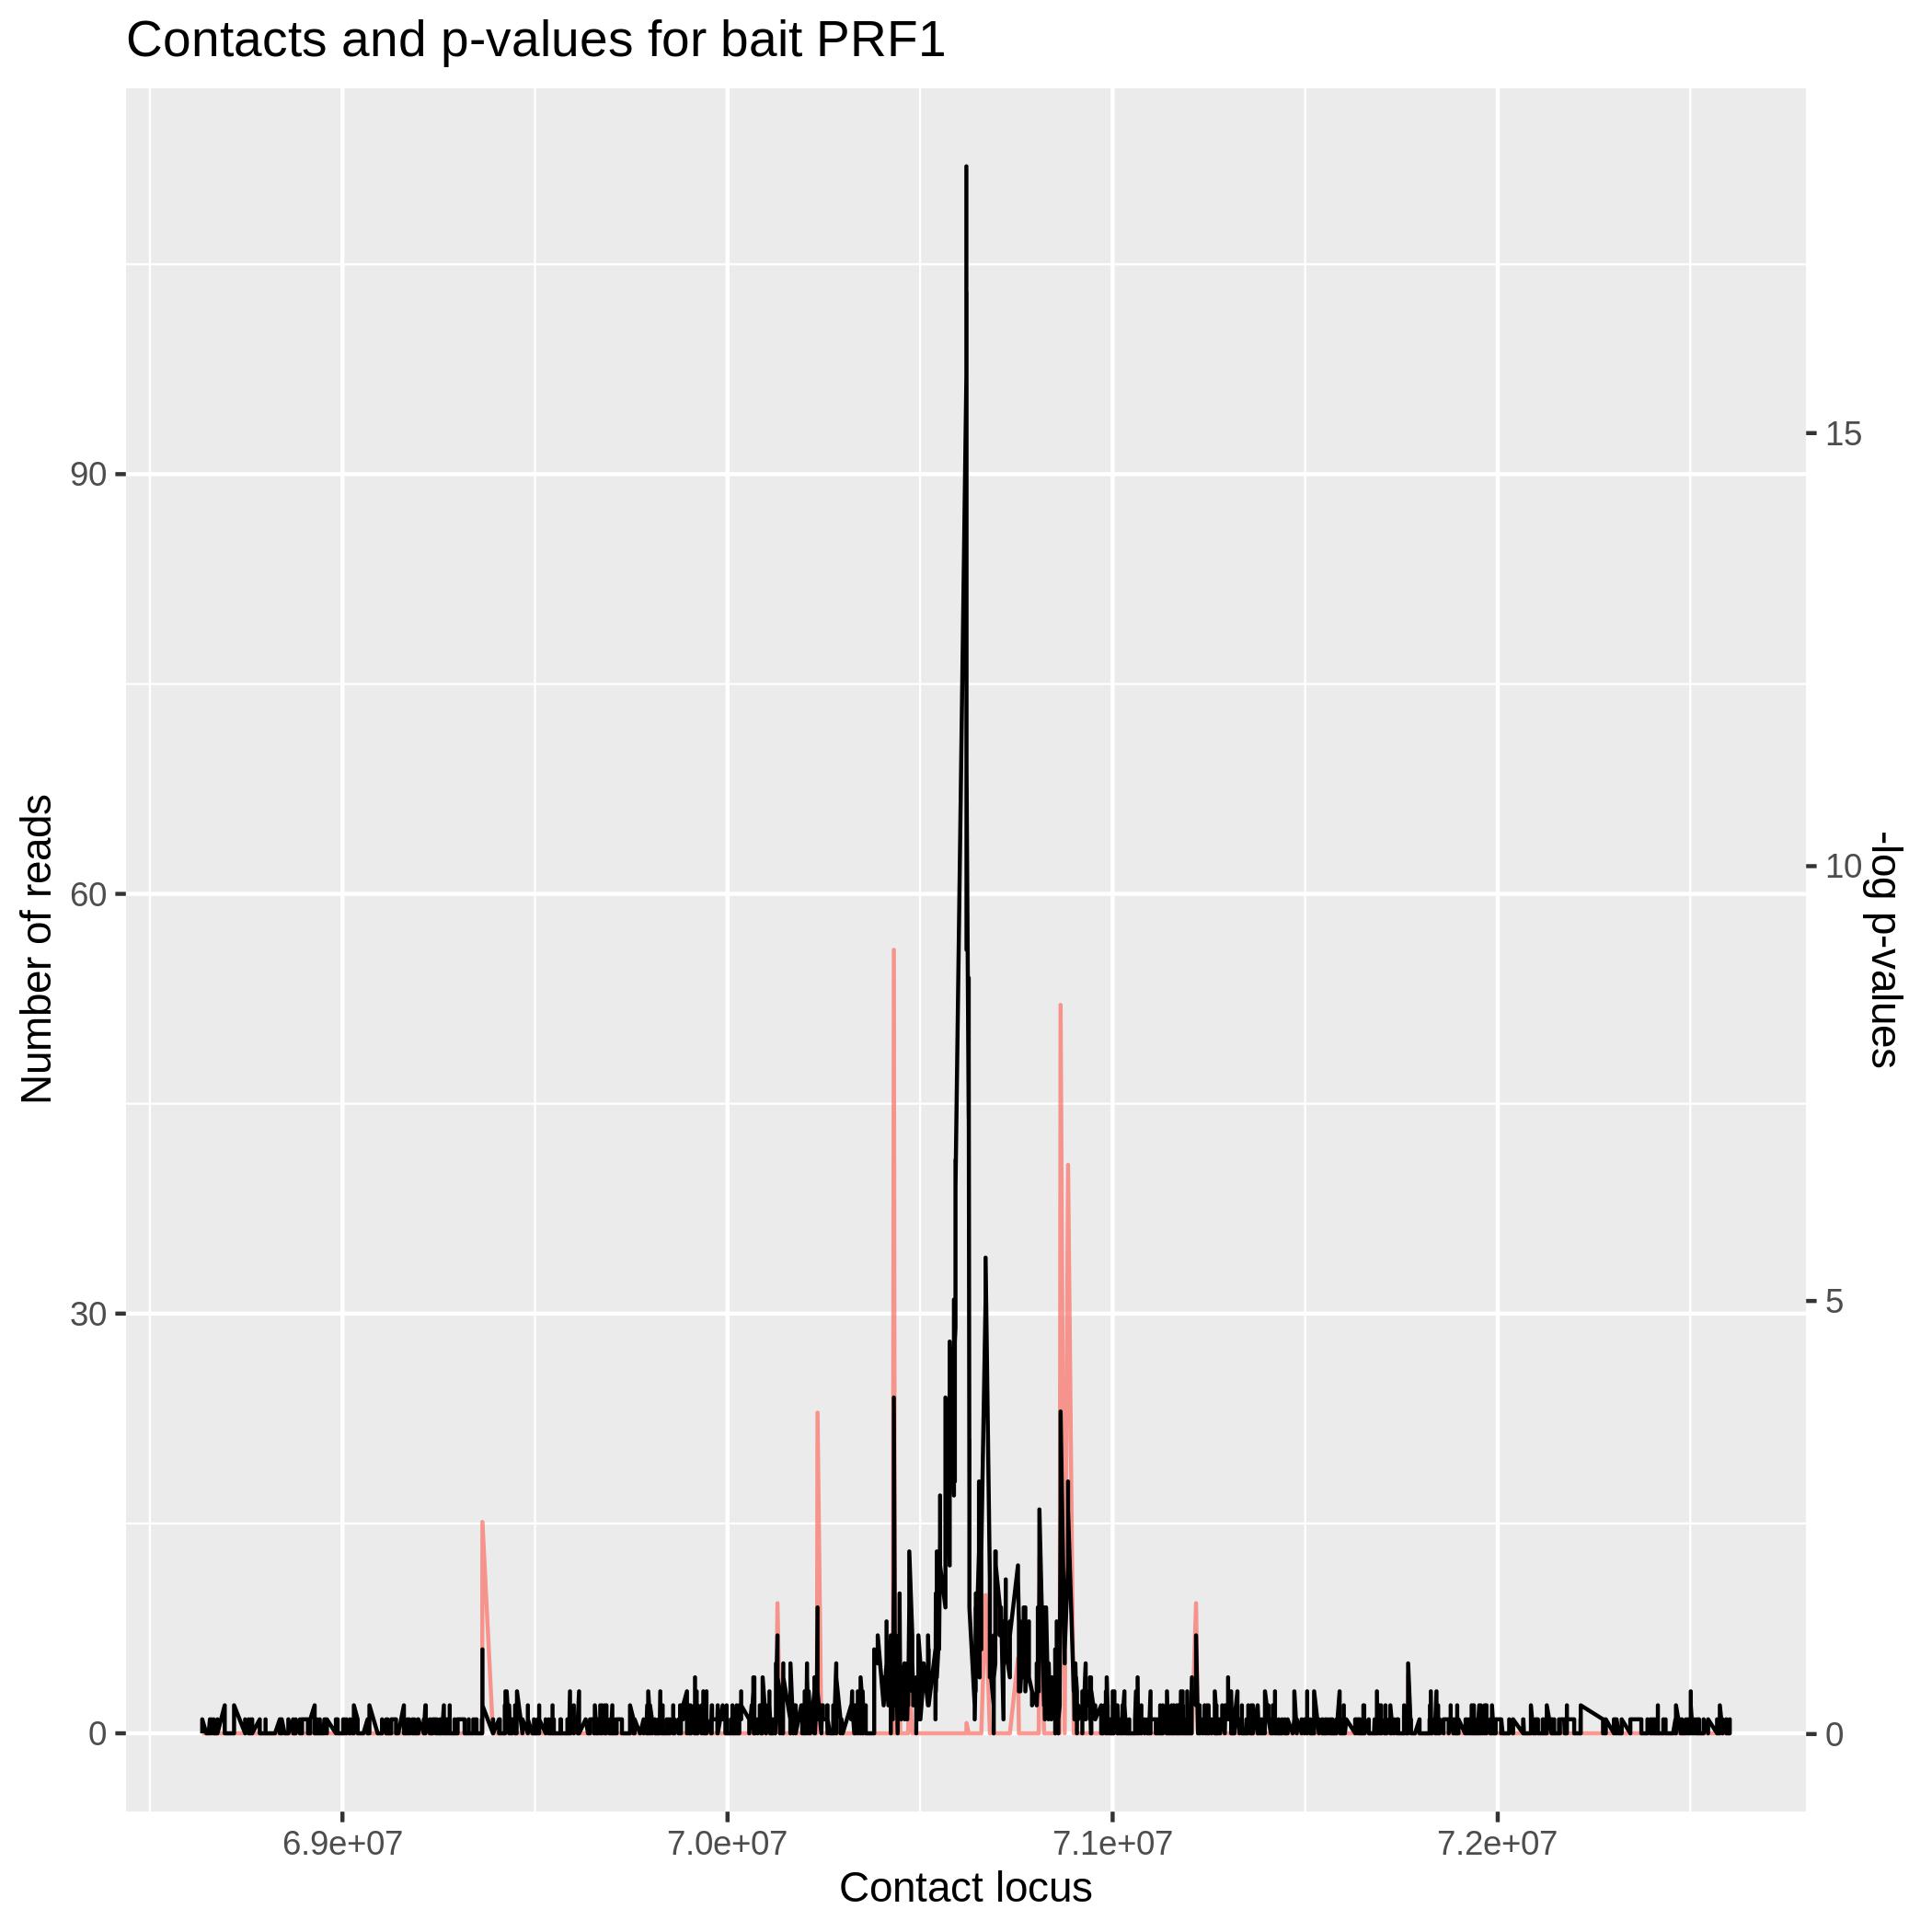 Contacts and p-values for bait PRF1
Number of reads
90
60
30
0
15
10
5
0
-log p-values
6.9e+07 7.0e+07 7.1e+07 7.2e+07
Contact locus